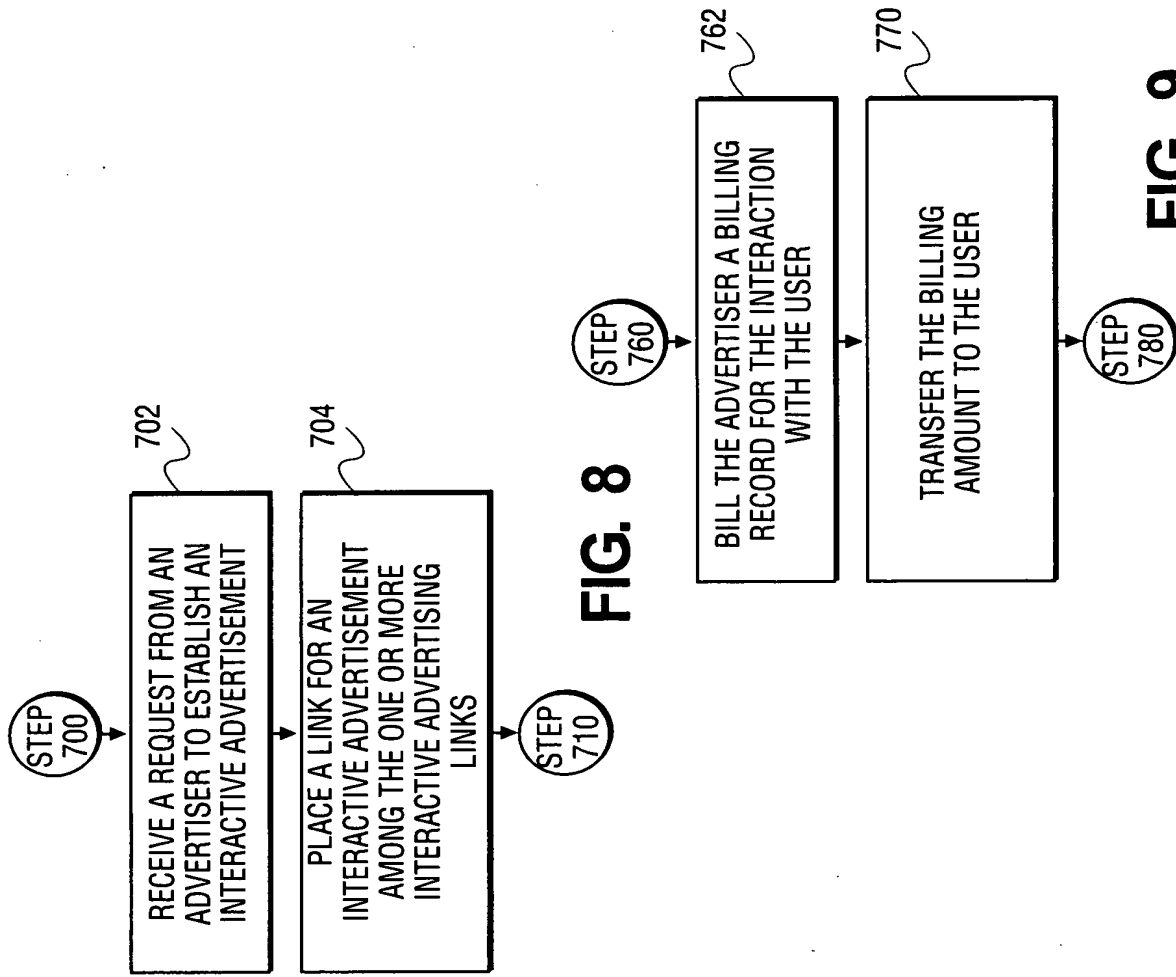 STEP
700
702
RECEIVE A REQUEST FROM AN
ADVERTISER TO ESTABLISH AN
INTERACTIVE ADVERTISEMENT
704
PLACE A LINK FOR AN
INTERACTIVE ADVERTISEMENT
AMONG THE ONE OR MORE
INTERACTIVE ADVERTISING
LINKS
STEP
710
FIG. 8
STEP
760
762
BILL THE ADVERTISER A BILLING
RECORD FOR THE INTERACTION
WITH THE USER
770
TRANSFER THE BILLING
AMOUNT TO THE USER
STEP
780
FIG. 9